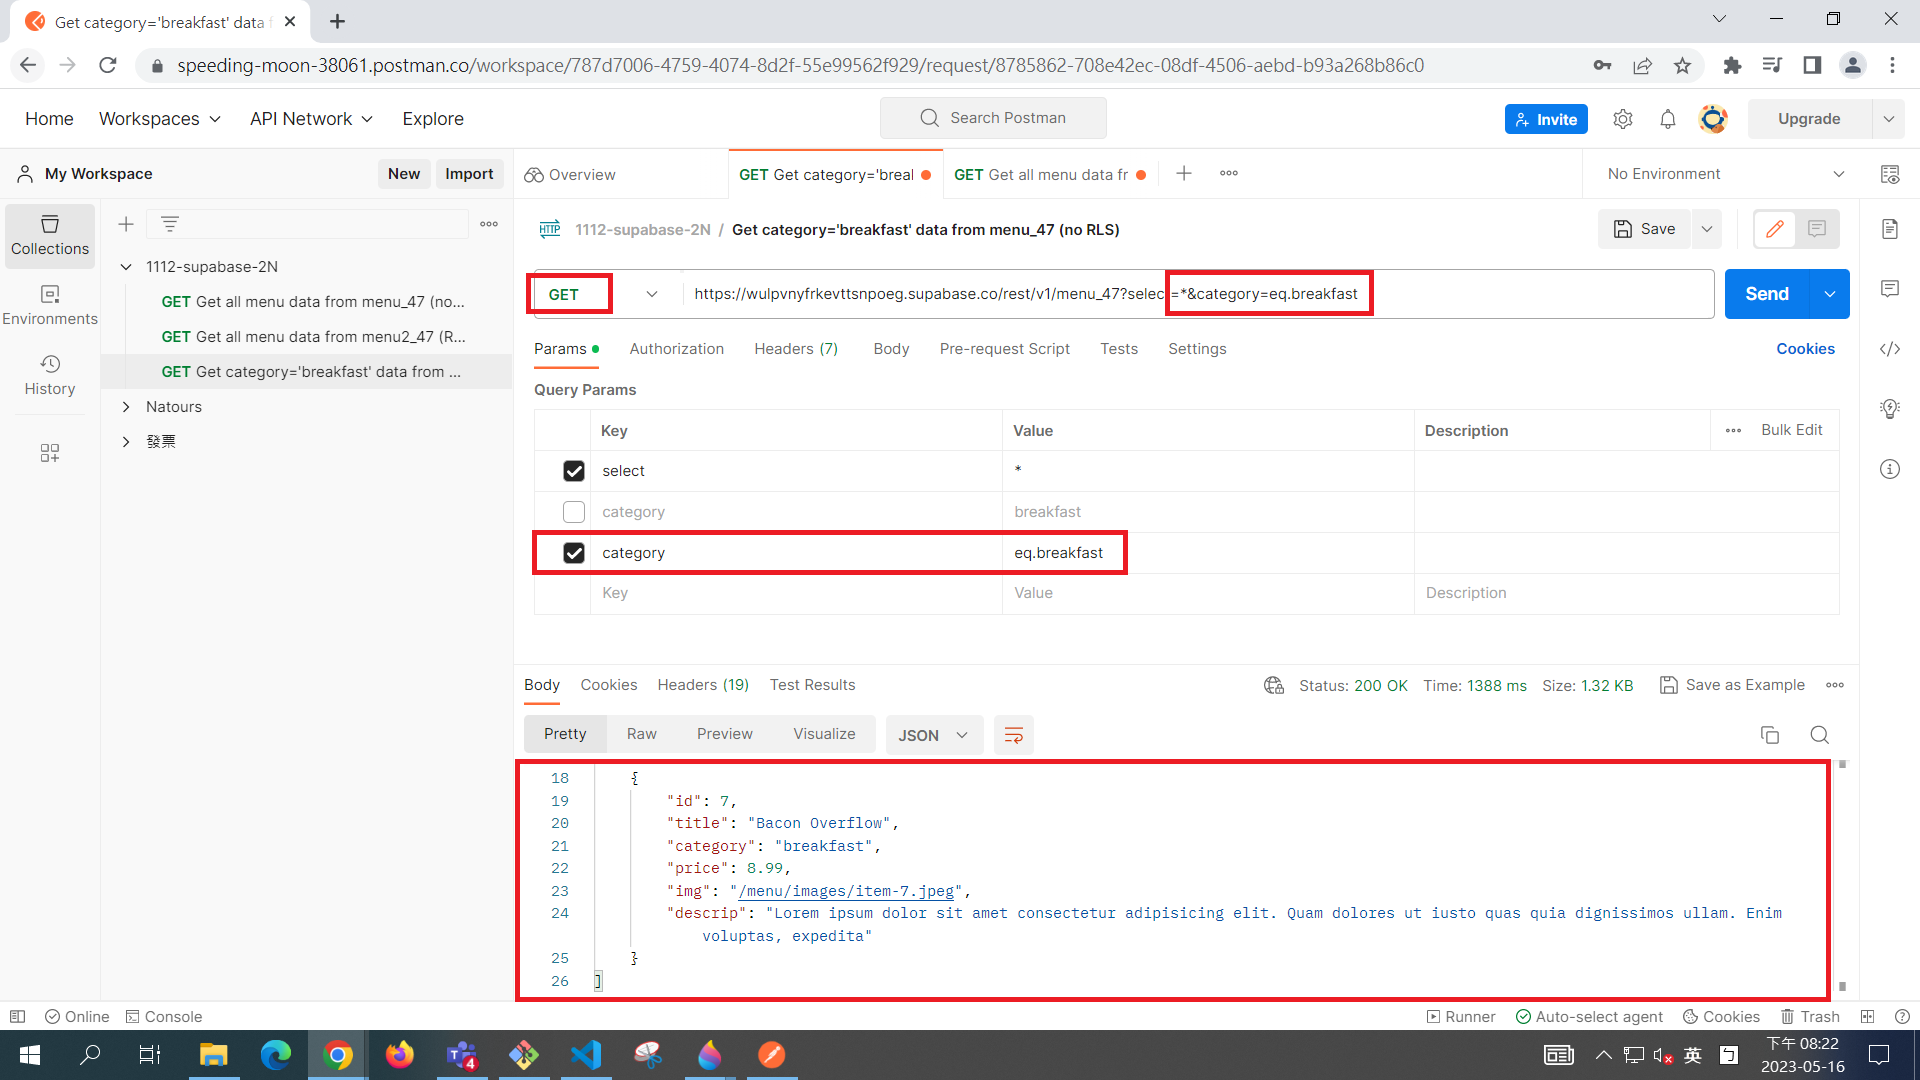 Get category='breakfast' data f
speeding-moon-38061.postman.co/workspace/787d7006-4759-4074-8d2f-55e99562f929/request/8785862-708e42ec-08df-4506-aebd-b93a268b86c0
Home Workspaces API Network Explore
Search Postman
Invite
Upgrade
My Workspace
New Import
Overview
GET Get category='breal
GET Get all menu data fr
No Environment
Collections
Environments
History
1112-supabase-2N
GET Get all menu data from menu_47 (no...
GET Get all menu data from menu2_47 (R...
GET Get category='breakfast' data from ...
Natours
發票
HTTP 1112-supabase-2N / Get category='breakfast' data from menu_47 (no RLS)
Save
GET
https://wulpvnyfrkevttsnpoeg.supabase.co/rest/v1/menu_47?select=*&category=eq.breakfast
Send
Params Authorization Headers (7) Body Pre-request Script Tests Settings
Cookies
Query Params
Key Value Description Bulk Edit
select *
category breakfast
category eq.breakfast
Key Value Description
Body Cookies Headers (19) Test Results
Status: 200 OK Time: 1388 ms Size: 1.32 KB Save as Example
Pretty Raw Preview Visualize JSON
18 {
19 "id": 7,
20 "title": "Bacon Overflow",
21 "category": "breakfast",
22 "price": 8.99,
23 "img": "/menu/images/item-7.jpeg",
24 "descrip": "Lorem ipsum dolor sit amet consectetur adipisicing elit. Quam dolores ut iusto quas quia dignissimos ullam. Enim
voluptas, expedita"
25 }
26 ]
Online Console
Runner Auto-select agent Cookies Trash
4
英
下午 08:22
2023-05-16